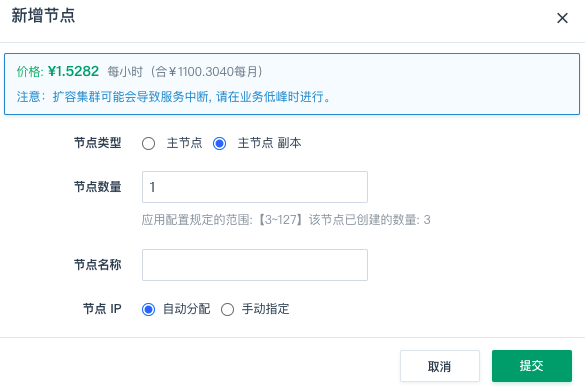 新增节点
价格: ¥1.5282 每小时（合¥1100.3040每月）
注意：扩容集群可能会导致服务中断, 请在业务低峰时进行。
节点类型 主节点 主节点 副本
节点数量 1
应用配置规定的范围:【3~127】该节点已创建的数量: 3
节点名称
节点 IP 自动分配 手动指定
取消 提交